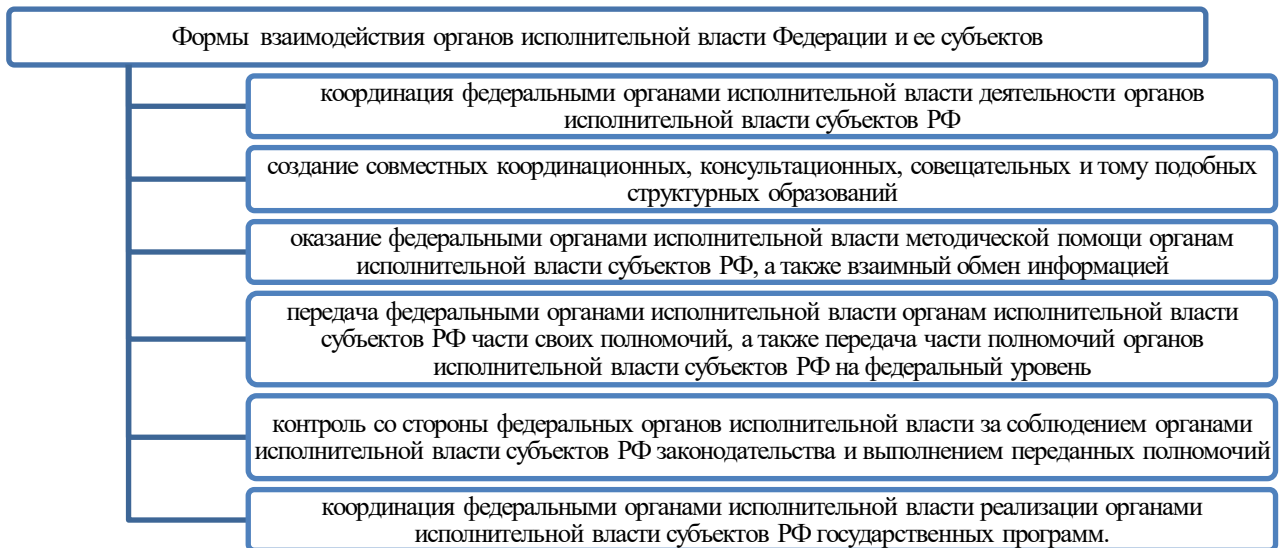 Формы взаимодействия органов исполнительной власти Федерации и ее субъектов
координация федеральными органами исполнительной власти деятельности органов
исполнительной власти субъектов РФ
создание совместных координационных, консультационных, совещательных и тому подобных
структурных образований
оказание федеральными органами исполнительной власти методической помощи органам
исполнительной власти субъектов РФ, а также взаимный обмен информацией
передача федеральными органами исполнительной власти органам исполнительной власти
субъектов РФ части своих полномочий, а также передача части полномочий органов
исполнительной власти субъектов РФ на федеральный уровень
контроль со стороны федеральных органов исполнительной власти за соблюдением органами
исполнительной власти субъектов РФ законодательства и выполнением переданных полномочий
координация федеральными органами исполнительной власти реализации органами
исполнительной власти субъектов РФ государственных программ.